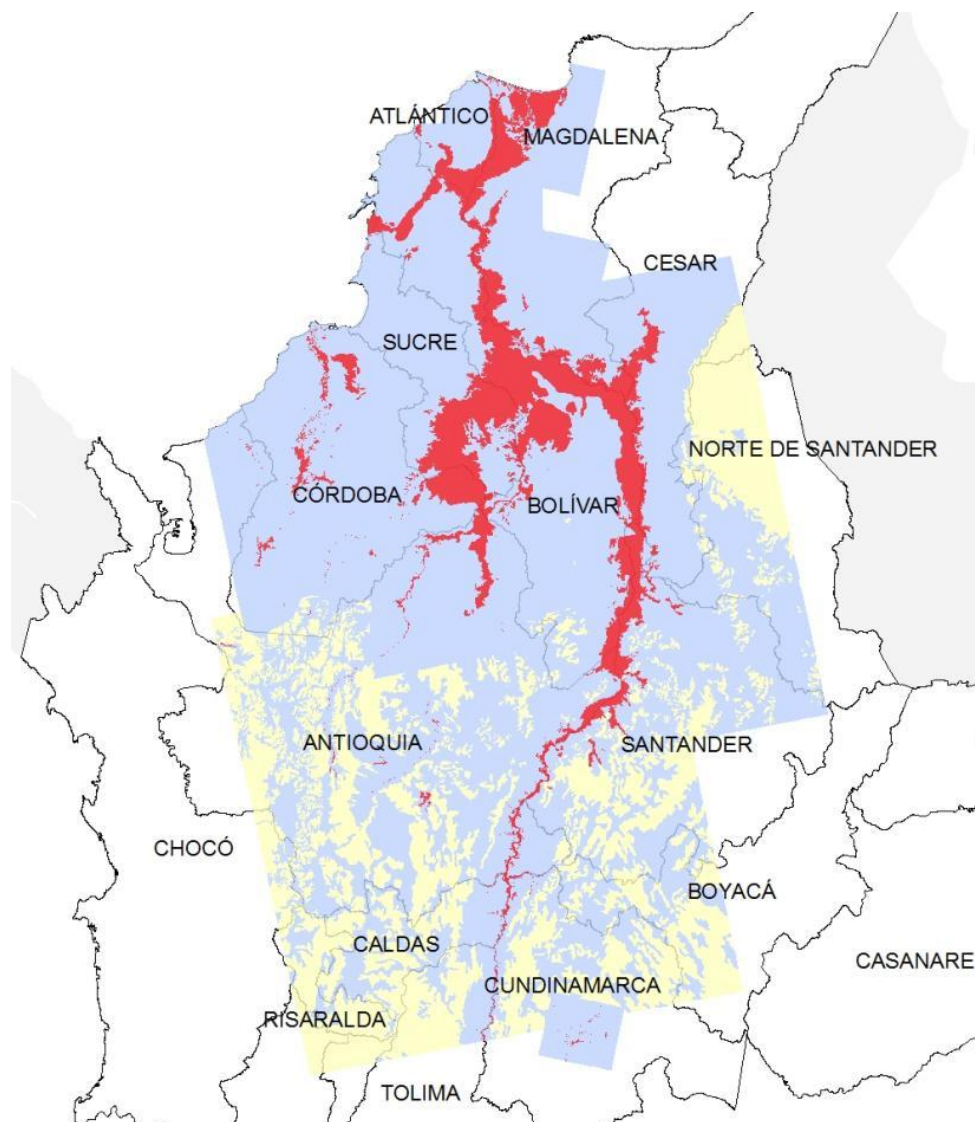 ATLÁNTICO
MAGDALENA
CESAR
SUCRE
NORTE DE SANTANDER
CÓRDOBA
BOLÍVAR
ANTIOQUIA
SANTANDER
CHOCÓ
BOYACÁ
CALDAS
CASANARE
CUNDINAMARCA
RISARALDA
TOLIMA